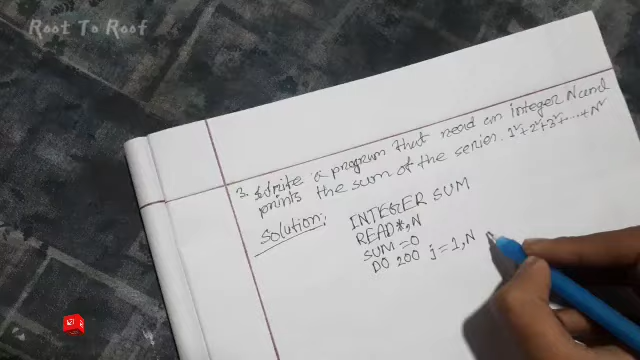 Root To Roof
3. Write a program that read an integer N and
prints the sum of the series. 1²+2²+3²+....+N²
Solution:
INTEGER SUM
READ*,N
SUM=0
DO 200 j=1,N